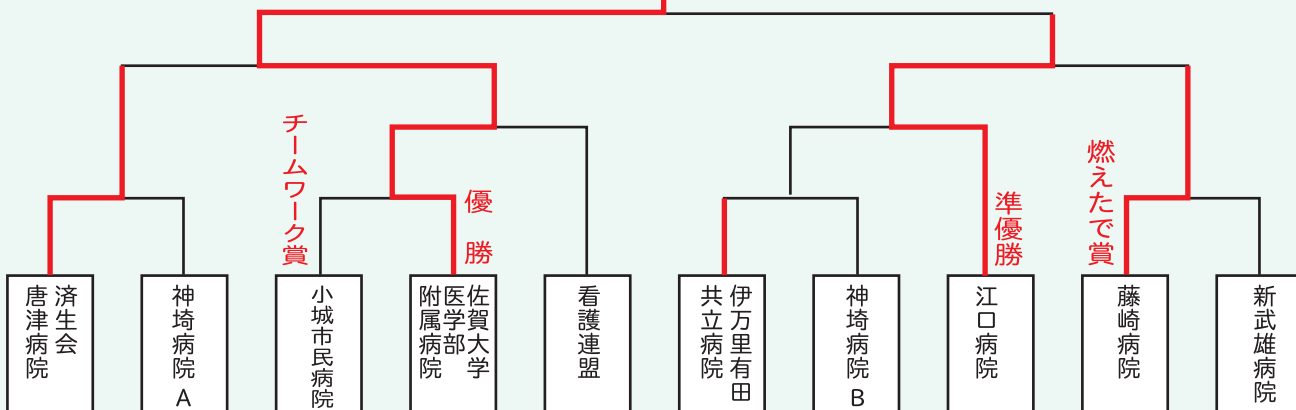 チームワーク賞
優勝
準優勝
燃えたで賞
済生会
唐津病院
神埼病院A
小城市民病院
佐賀大学
医学部
附属病院
看護連盟
伊万里有田
共立病院
神埼病院B
江口病院
藤崎病院
新武雄病院